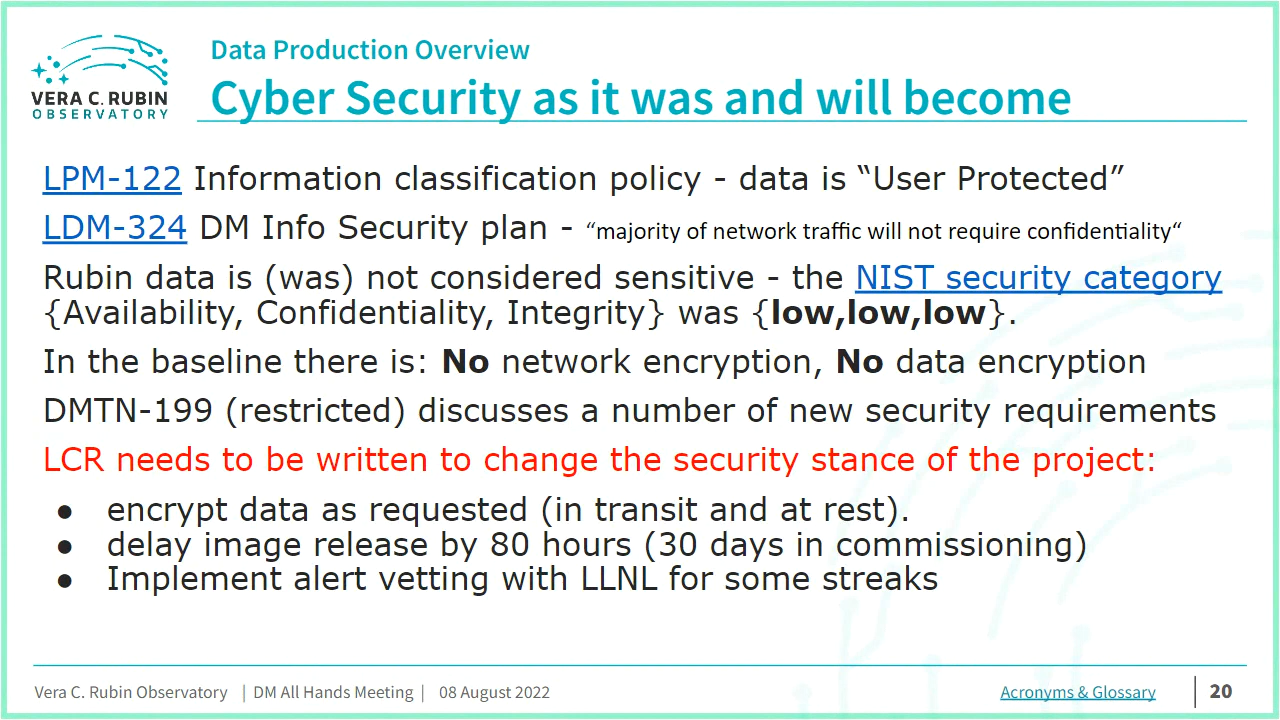 VERA C. RUBIN
OBSERVATORY
Data Production Overview
Cyber Security as it was and will become
LPM-122 Information classification policy - data is “User Protected”
LDM-324 DM Info Security plan - “majority of network traffic will not require confidentiality“
Rubin data is (was) not considered sensitive - the NIST security category
{Availability, Confidentiality, Integrity} was {low,low,low}.
In the baseline there is: No network encryption, No data encryption
DMTN-199 (restricted) discusses a number of new security requirements
LCR needs to be written to change the security stance of the project:
● encrypt data as requested (in transit and at rest).
● delay image release by 80 hours (30 days in commissioning)
● Implement alert vetting with LLNL for some streaks
Vera C. Rubin Observatory | DM All Hands Meeting | 08 August 2022
Acronyms & Glossary | 20